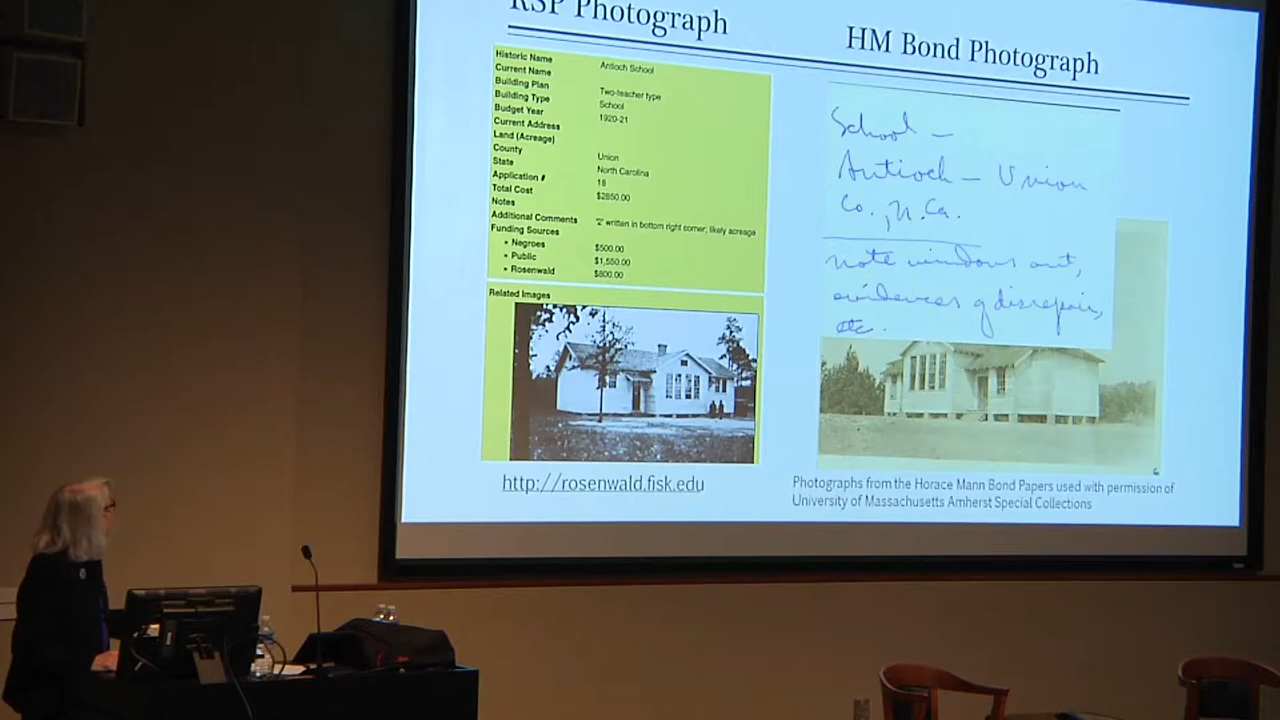 RSP Photograph
HM Bond Photograph
Historic Name Antioch School
Current Name
Building Plan Two-teacher type
Building Type School
Budget Year 1920-21
Current Address
Land (Acreage)
County Union
State North Carolina
Application # 18
Total Cost $2850.00
Notes
Additional Comments "2" written in bottom right corner; likely acreage
Funding Sources
• Negroes $500.00
• Public $1,550.00
• Rosenwald $800.00
Related Images
http://rosenwald.fisk.edu
School –
Antioch – Union
Co., N. Ca.
note windows out,
evidences of disrepair,
etc.
Photographs from the Horace Mann Bond Papers used with permission of
University of Massachusetts Amherst Special Collections